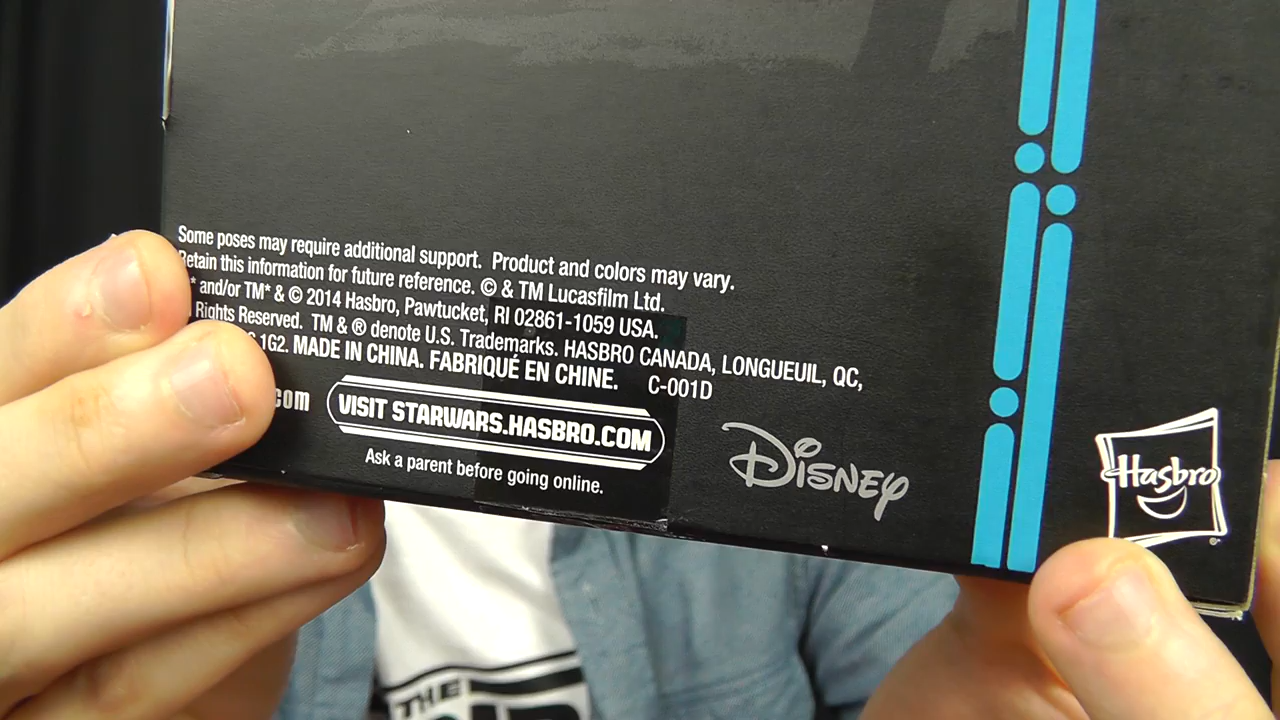 Some poses may require additional support. Product and colors may vary.
Retain this information for future reference. © & TM Lucasfilm Ltd.
* and/or TM* & © 2014 Hasbro, Pawtucket, RI 02861-1059 USA.
Rights Reserved. TM & ® denote U.S. Trademarks. HASBRO CANADA, LONGUEUIL, QC,
1G2. MADE IN CHINA. FABRIQUÉ EN CHINE. C-001D
.com VISIT STARWARS.HASBRO.COM
Ask a parent before going online.
Disney
Hasbro
THE